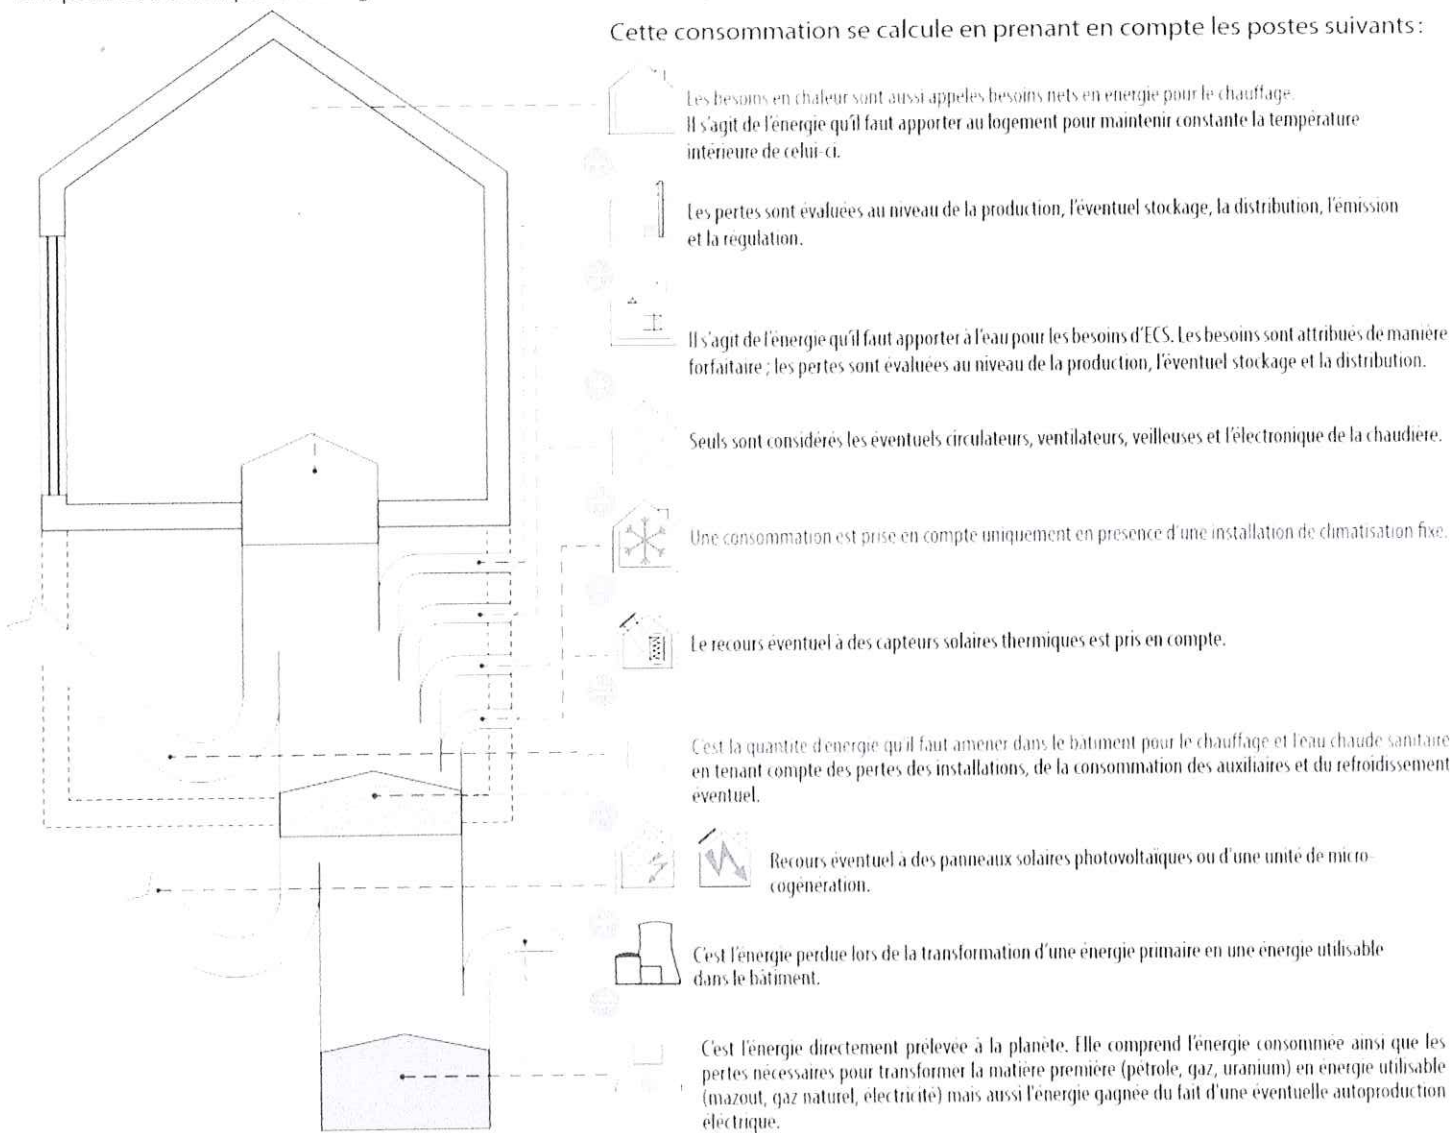 Cette consommation se calcule en prenant en compte les postes suivants :
Les besoins en chaleur sont aussi appelés besoins nets en énergie pour le chauffage.
Il s'agit de l'énergie qu'il faut apporter au logement pour maintenir constante la température
intérieure de celui-ci.
Les pertes sont évaluées au niveau de la production, l'éventuel stockage, la distribution, l'émission
et la régulation.
Il s'agit de l'énergie qu'il faut apporter à l'eau pour les besoins d'ECS. Les besoins sont attribués de manière
forfaitaire ; les pertes sont évaluées au niveau de la production, l'éventuel stockage et la distribution.
Seuls sont considérés les éventuels circulateurs, ventilateurs, veilleuses et l'électronique de la chaudière.
Une consommation est prise en compte uniquement en présence d'une installation de climatisation fixe.
Le recours éventuel à des capteurs solaires thermiques est pris en compte.
C'est la quantité d'énergie qu'il faut amener dans le bâtiment pour le chauffage et l'eau chaude sanitaire
en tenant compte des pertes des installations, de la consommation des auxiliaires et du refroidissement
éventuel.
Recours éventuel à des panneaux solaires photovoltaïques ou d'une unité de micro-
cogénération.
C'est l'énergie perdue lors de la transformation d'une énergie primaire en une énergie utilisable
dans le bâtiment.
C'est l'énergie directement prélevée à la planète. Elle comprend l'énergie consommée ainsi que les
pertes nécessaires pour transformer la matière première (pétrole, gaz, uranium) en énergie utilisable
(mazout, gaz naturel, électricité) mais aussi l'énergie gagnée du fait d'une éventuelle autoproduction
électrique.